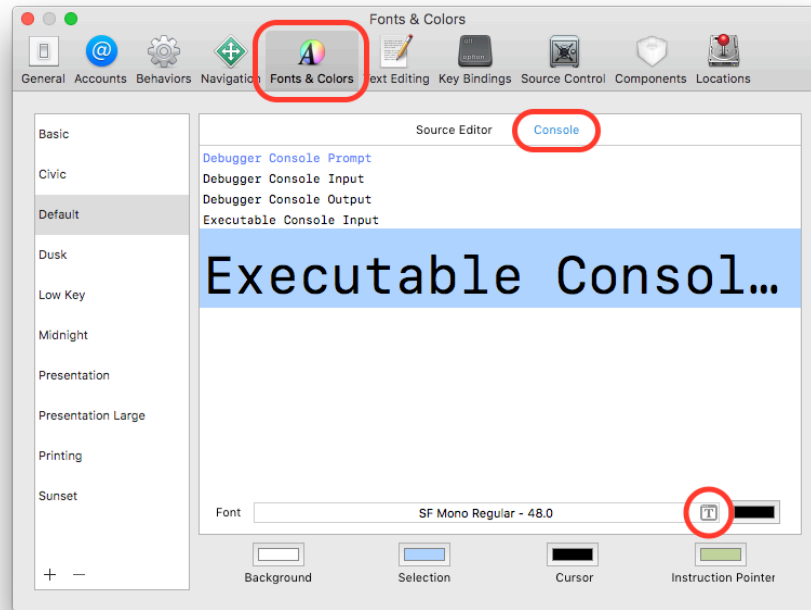 Fonts & Colors
General Accounts Behaviors Navigation Fonts & Colors Text Editing Key Bindings Source Control Components Locations
Basic
Civic
Default
Dusk
Low Key
Midnight
Presentation
Presentation Large
Printing
Sunset
Source Editor Console
Debugger Console Prompt
Debugger Console Input
Debugger Console Output
Executable Console Input
Executable Consol…
Font SF Mono Regular - 48.0 T
Background Selection Cursor Instruction Pointer